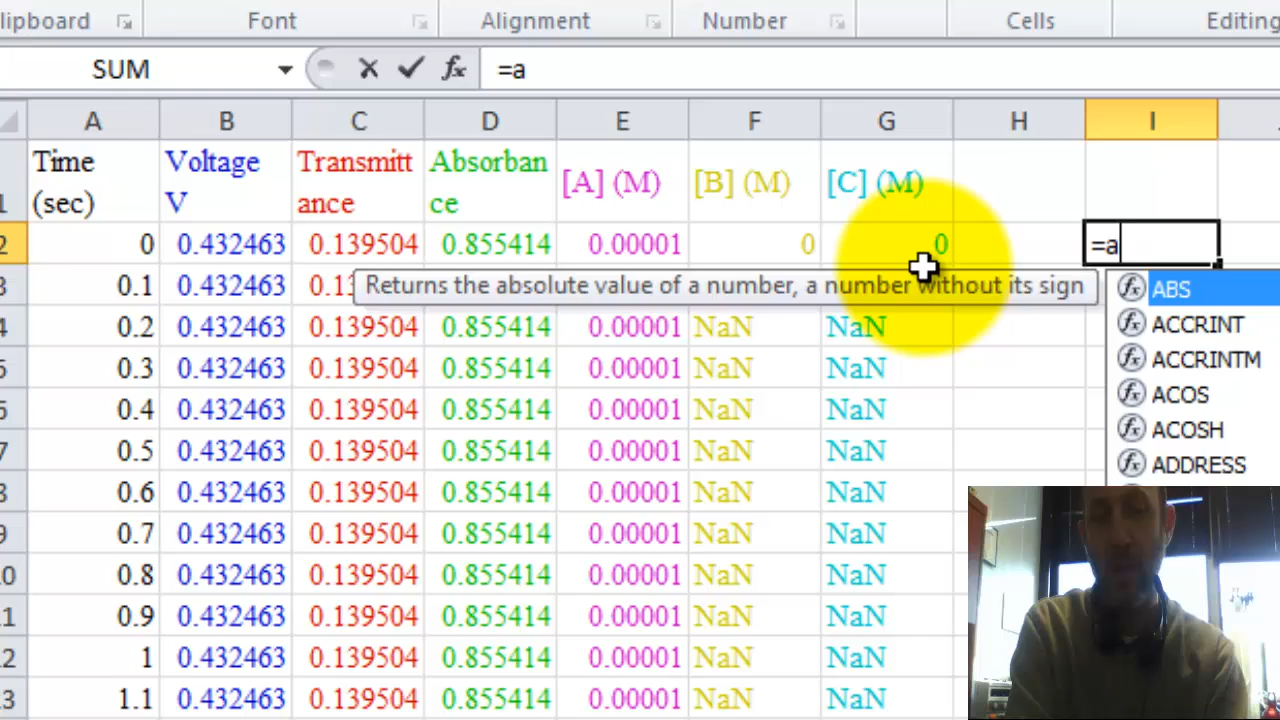 lipboard Font Alignment Number Cells Editing
SUM =a
A B C D E F G H I
Time (sec) Voltage V Transmittance Absorbance [A] (M) [B] (M) [C] (M)
1
2 0 0.432463 0.139504 0.855414 0.00001 0 0 =a
3 0.1 0.13
Returns the absolute value of a number, a number without its sign
4 0.2 0.432463 0.139504 0.855414 0.00001 NaN NaN
0.3 0.432463 0.139504 0.855414 0.00001 NaN NaN
0.4 0.432463 0.139504 0.855414 0.00001 NaN NaN
7 0.5 0.432463 0.139504 0.855414 0.00001 NaN NaN
8 0.6 0.432463 0.139504 0.855414 0.00001 NaN NaN
9 0.7 0.432463 0.139504 0.855414 0.00001 NaN NaN
10 0.8 0.432463 0.139504 0.855414 0.00001 NaN NaN
11 0.9 0.432463 0.139504 0.855414 0.00001 NaN NaN
12 1 0.432463 0.139504 0.855414 0.00001 NaN NaN
13 1.1 0.432463 0.139504 0.855414 0.00001 NaN NaN
ABS
ACCRINT
ACCRINTM
ACOS
ACOSH
ADDRESS